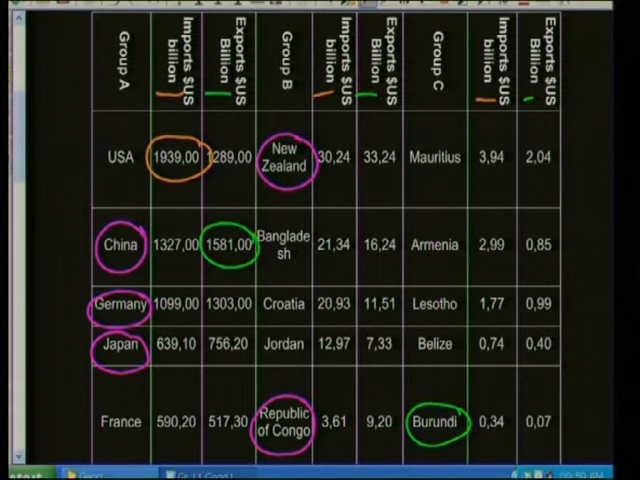 Group A Imports $US billion Exports $US Billion Group B Imports $US billion Exports $US Billion Group C Imports $US billion Exports $US Billion
USA 1939,00 1289,00 New Zealand 30,24 33,24 Mauritius 3,94 2,04
China 1327,00 1581,00 Banglade sh 21,34 16,24 Armenia 2,99 0,85
Germany 1099,00 1303,00 Croatia 20,93 11,51 Lesotho 1,77 0,99
Japan 639,10 756,20 Jordan 12,97 7,33 Belize 0,74 0,40
France 590,20 517,30 Republic of Congo 3,61 9,20 Burundi 0,34 0,07
start